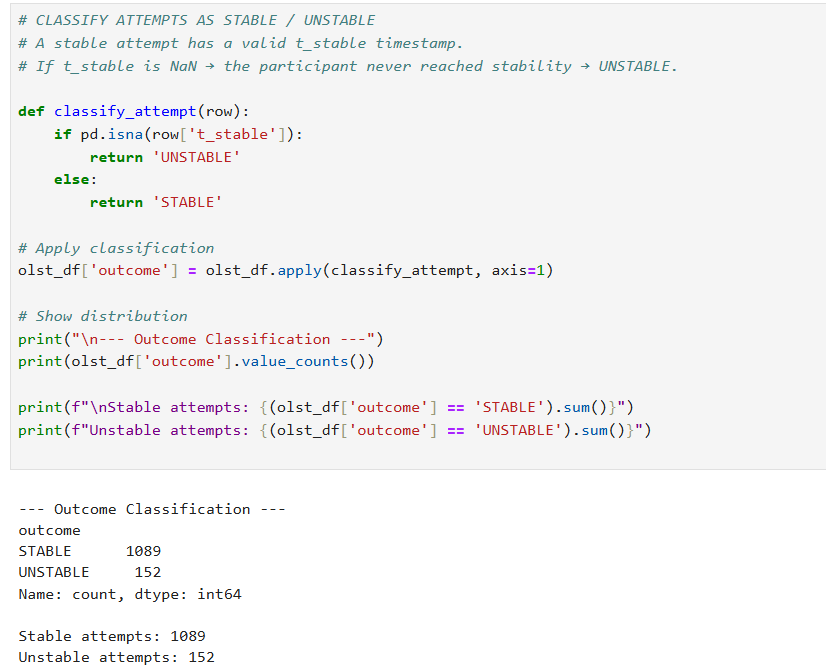 # CLASSIFY ATTEMPTS AS STABLE / UNSTABLE
# A stable attempt has a valid t_stable timestamp.
# If t_stable is NaN → the participant never reached stability → UNSTABLE.

def classify_attempt(row):
    if pd.isna(row['t_stable']):
        return 'UNSTABLE'
    else:
        return 'STABLE'

# Apply classification
olst_df['outcome'] = olst_df.apply(classify_attempt, axis=1)

# Show distribution
print("\n--- Outcome Classification ---")
print(olst_df['outcome'].value_counts())

print(f"\nStable attempts: {(olst_df['outcome'] == 'STABLE').sum()}")
print(f"Unstable attempts: {(olst_df['outcome'] == 'UNSTABLE').sum()}")

--- Outcome Classification ---
outcome
STABLE      1089
UNSTABLE     152
Name: count, dtype: int64

Stable attempts: 1089
Unstable attempts: 152